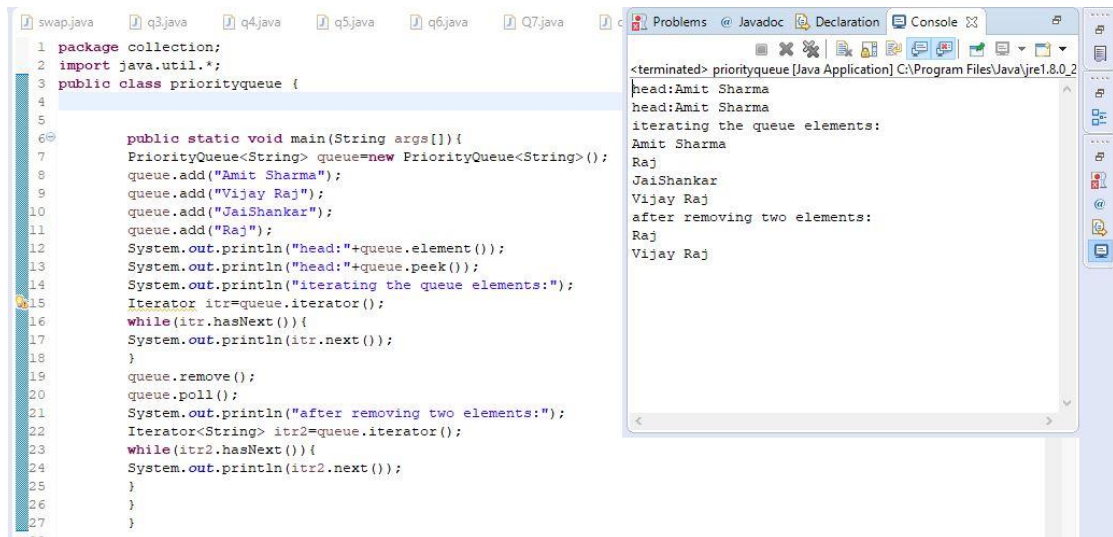 swap.java q3.java q4.java q5.java q6.java Q7.java
1 package collection;
2 import java.util.*;
3 public class priorityqueue {
4
5
6 public static void main(String args[]){
7 PriorityQueue<String> queue=new PriorityQueue<String>();
8 queue.add("Amit Sharma");
9 queue.add("Vijay Raj");
10 queue.add("JaiShankar");
11 queue.add("Raj");
12 System.out.println("head:"+queue.element());
13 System.out.println("head:"+queue.peek());
14 System.out.println("iterating the queue elements:");
15 Iterator itr=queue.iterator();
16 while(itr.hasNext()){
17 System.out.println(itr.next());
18 }
19 queue.remove();
20 queue.poll();
21 System.out.println("after removing two elements:");
22 Iterator<String> itr2=queue.iterator();
23 while(itr2.hasNext()){
24 System.out.println(itr2.next());
25 }
26 }
27 }
Problems @ Javadoc Declaration Console
<terminated> priorityqueue [Java Application] C:\Program Files\Java\jre1.8.0_2
head:Amit Sharma
head:Amit Sharma
iterating the queue elements:
Amit Sharma
Raj
JaiShankar
Vijay Raj
after removing two elements:
Raj
Vijay Raj